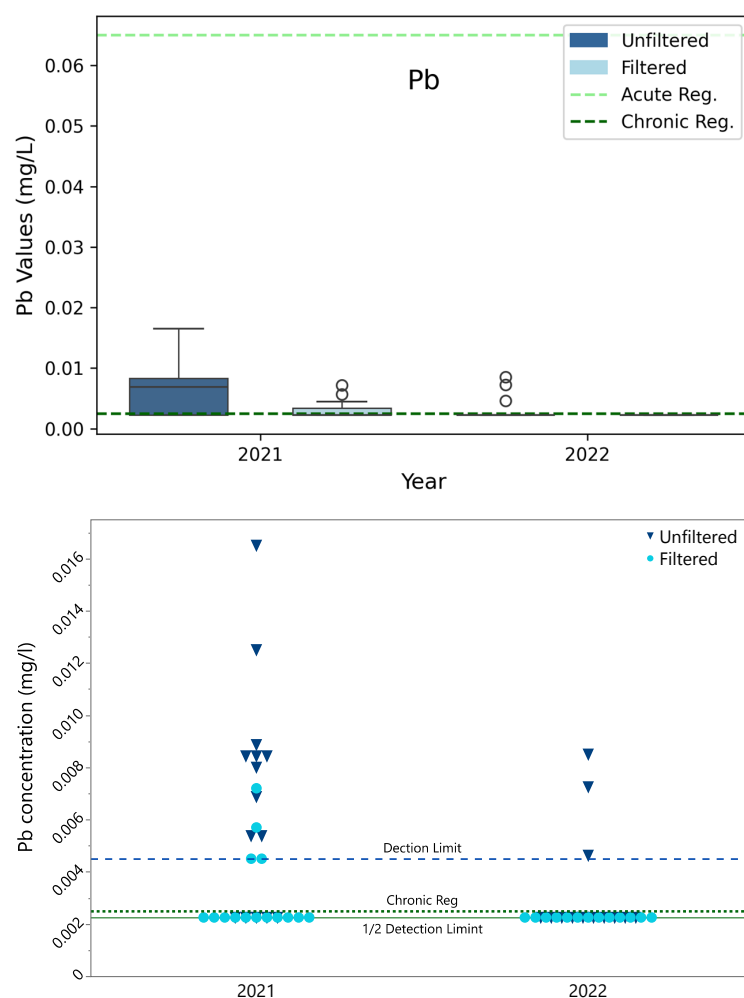 Pb
Unfiltered
Filtered
Acute Reg.
Chronic Reg.
Pb Values (mg/L)
0.06
0.05
0.04
0.03
0.02
0.01
0.00
2021
2022
Year
Unfiltered
Filtered
Pb concentration (mg/l)
0.016
0.014
0.012
0.010
0.008
0.006
0.004
0.002
0
Dection Limit
Chronic Reg
1/2 Detection Limint
2021
2022